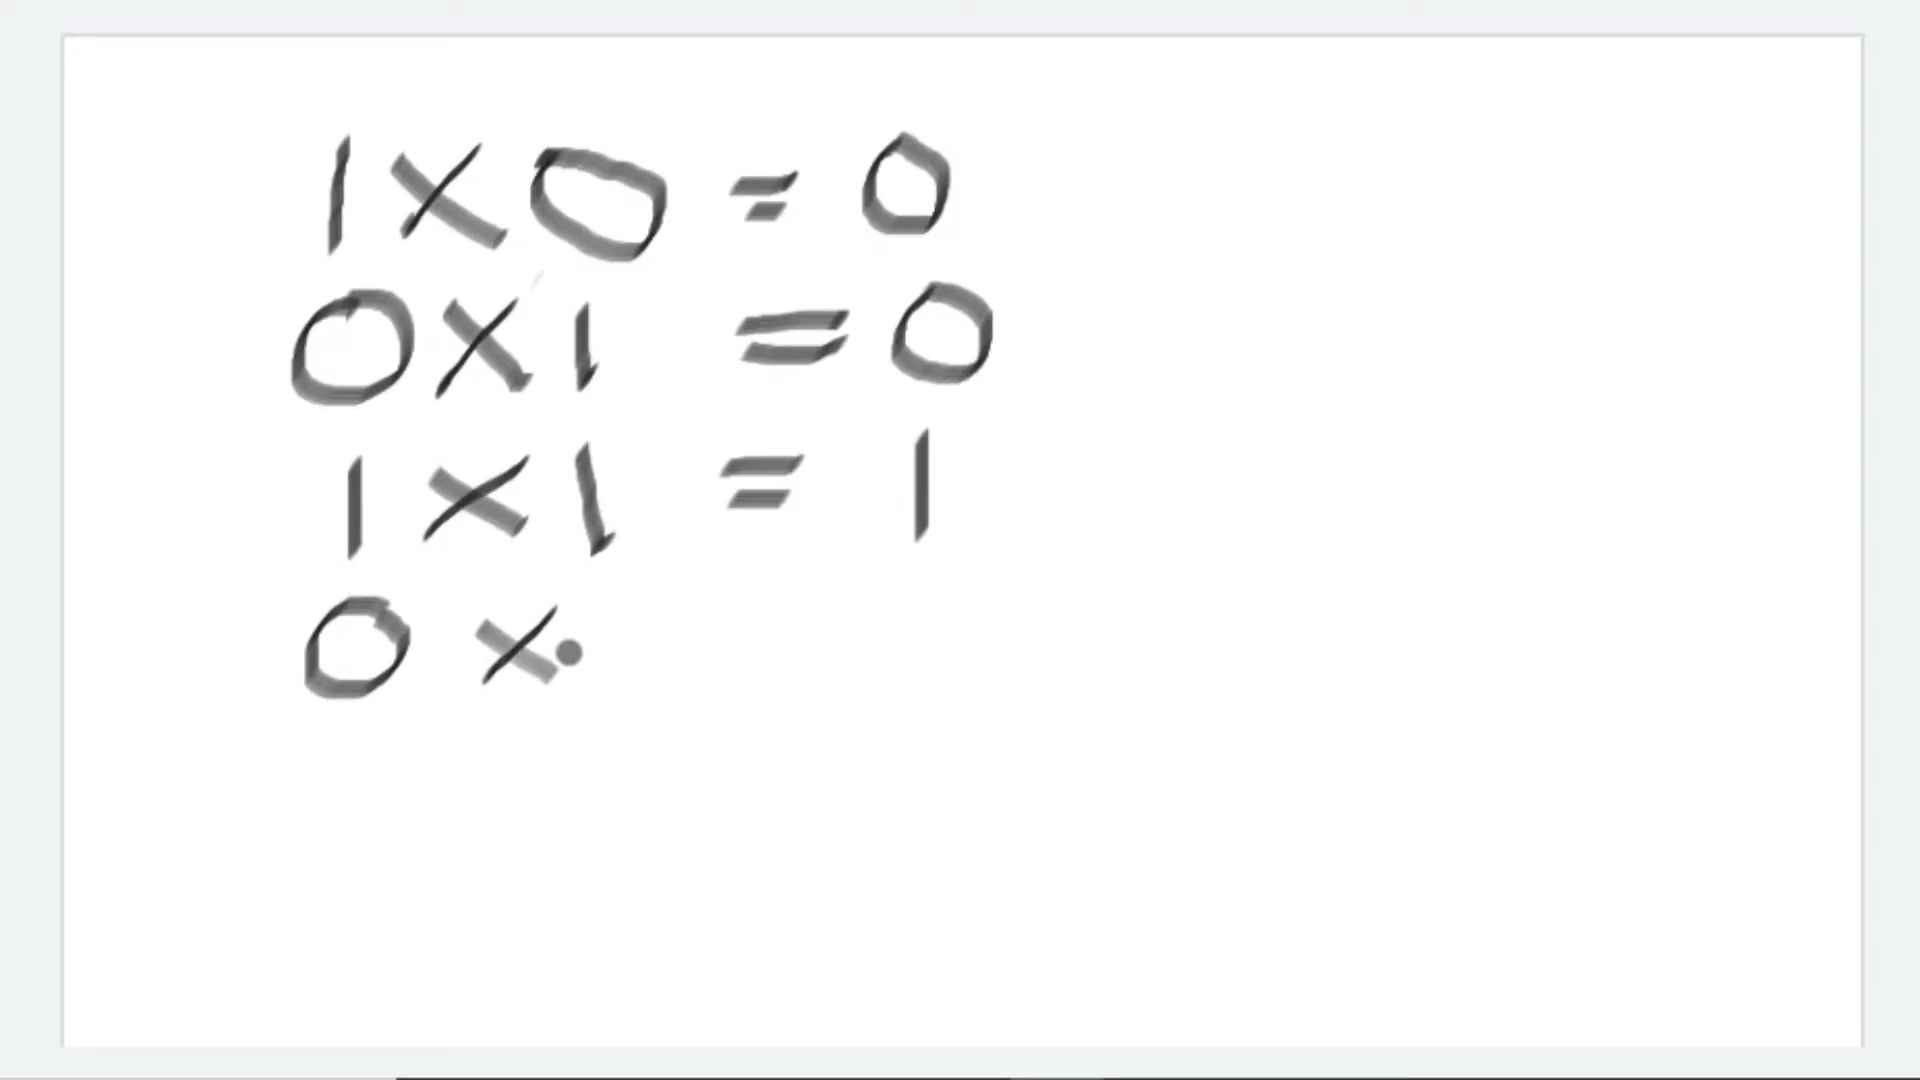 1 × 0 = 0
0 × 1 = 0
1 × 1 = 1
0 ×